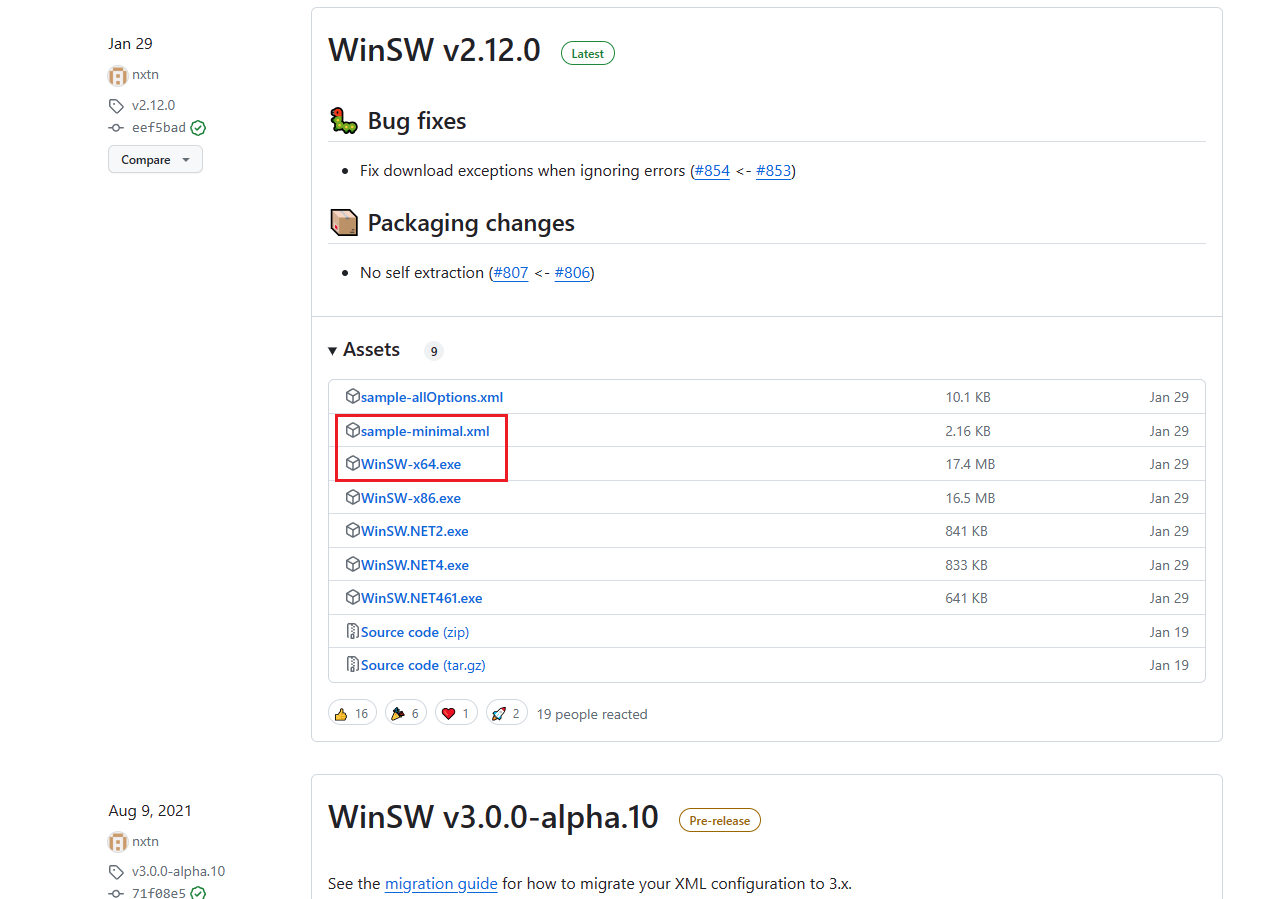 Jan 29
nxtn
v2.12.0
eef5bad
Compare
WinSW v2.12.0 Latest
Bug fixes
• Fix download exceptions when ignoring errors (#854 <- #853)
Packaging changes
• No self extraction (#807 <- #806)
Assets 9
sample-allOptions.xml 10.1 KB Jan 29
sample-minimal.xml 2.16 KB Jan 29
WinSW-x64.exe 17.4 MB Jan 29
WinSW-x86.exe 16.5 MB Jan 29
WinSW.NET2.exe 841 KB Jan 29
WinSW.NET4.exe 833 KB Jan 29
WinSW.NET461.exe 641 KB Jan 29
Source code (zip) Jan 19
Source code (tar.gz) Jan 19
16 6 1 2 19 people reacted
Aug 9, 2021
nxtn
v3.0.0-alpha.10
71f08e5
WinSW v3.0.0-alpha.10 Pre-release
See the migration guide for how to migrate your XML configuration to 3.x.